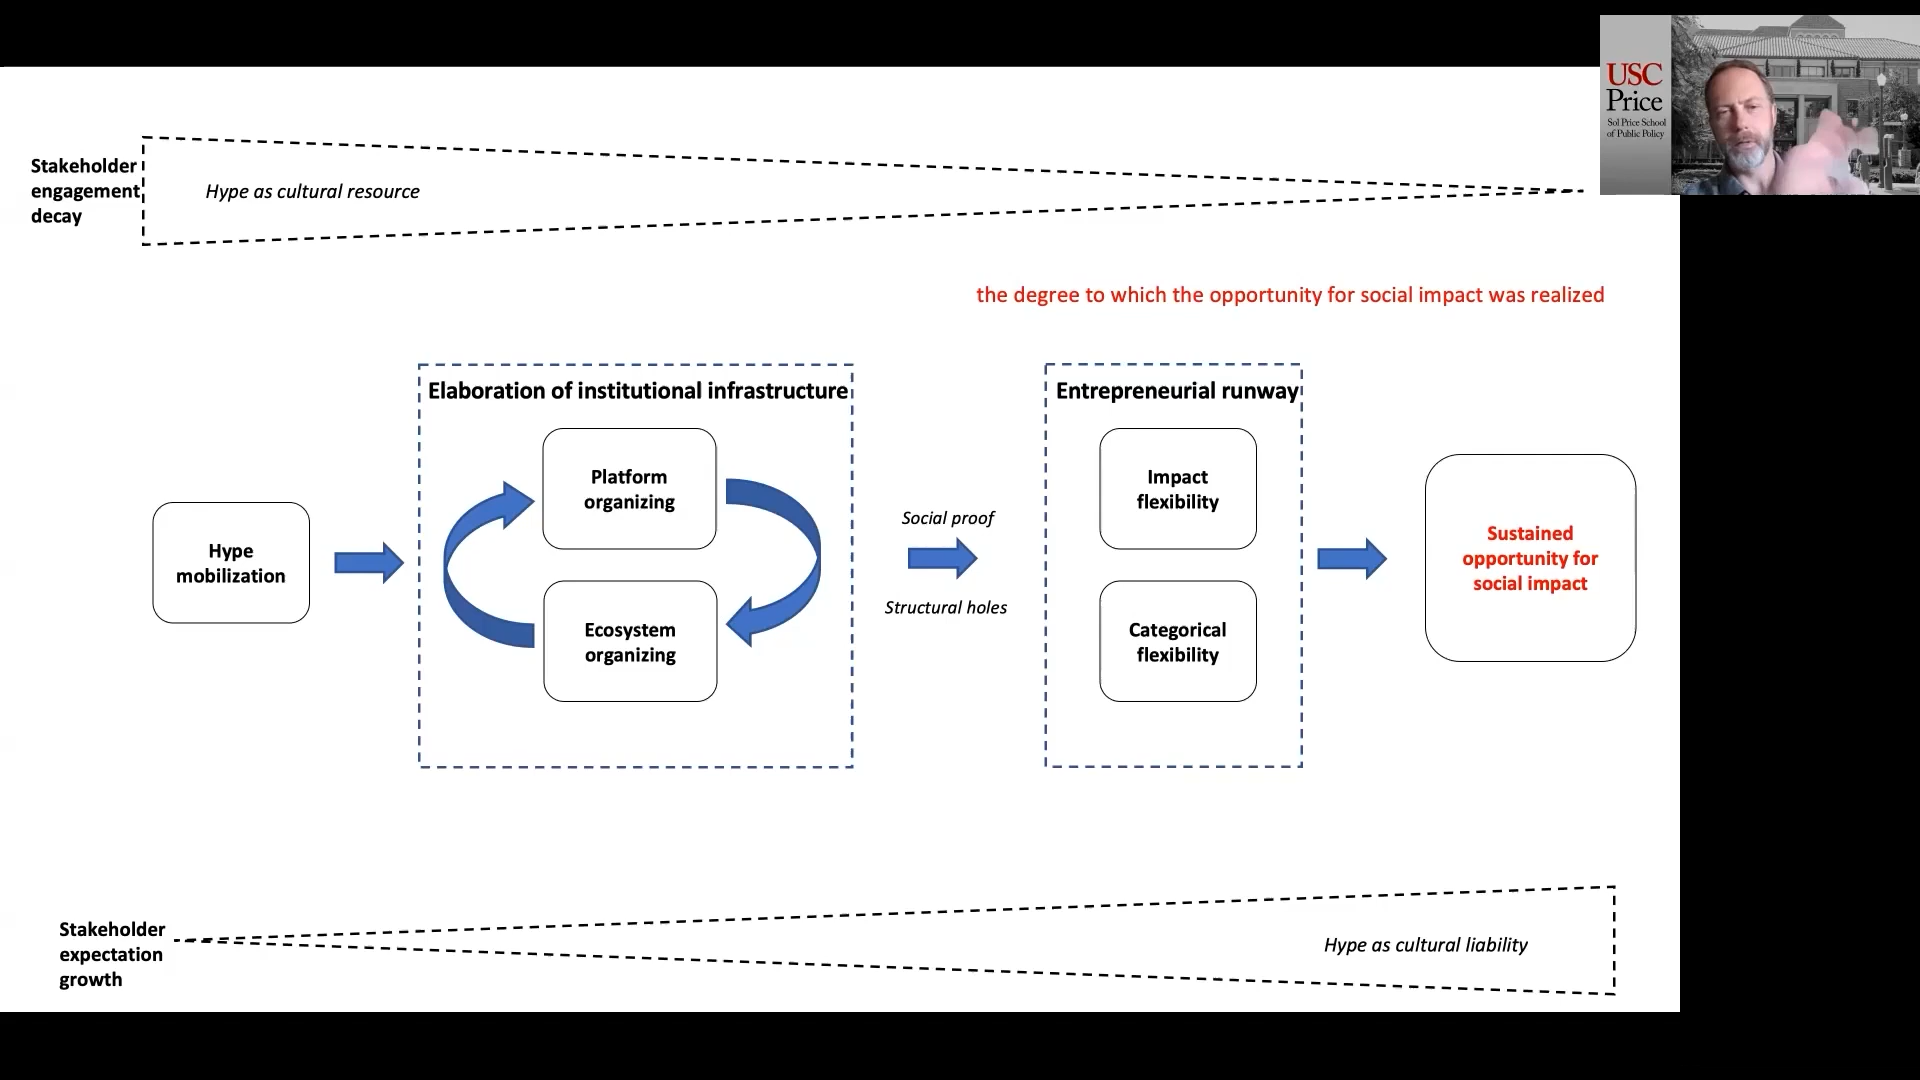 USC
Price
Sol Price School
of Public Policy
Stakeholder
engagement
decay
Hype as cultural resource
the degree to which the opportunity for social impact was realized
Elaboration of institutional infrastructure
Entrepreneurial runway
Platform
organizing
Impact
flexibility
Hype
mobilization
Social proof
Structural holes
Sustained
opportunity for
social impact
Ecosystem
organizing
Categorical
flexibility
Stakeholder
expectation
growth
Hype as cultural liability